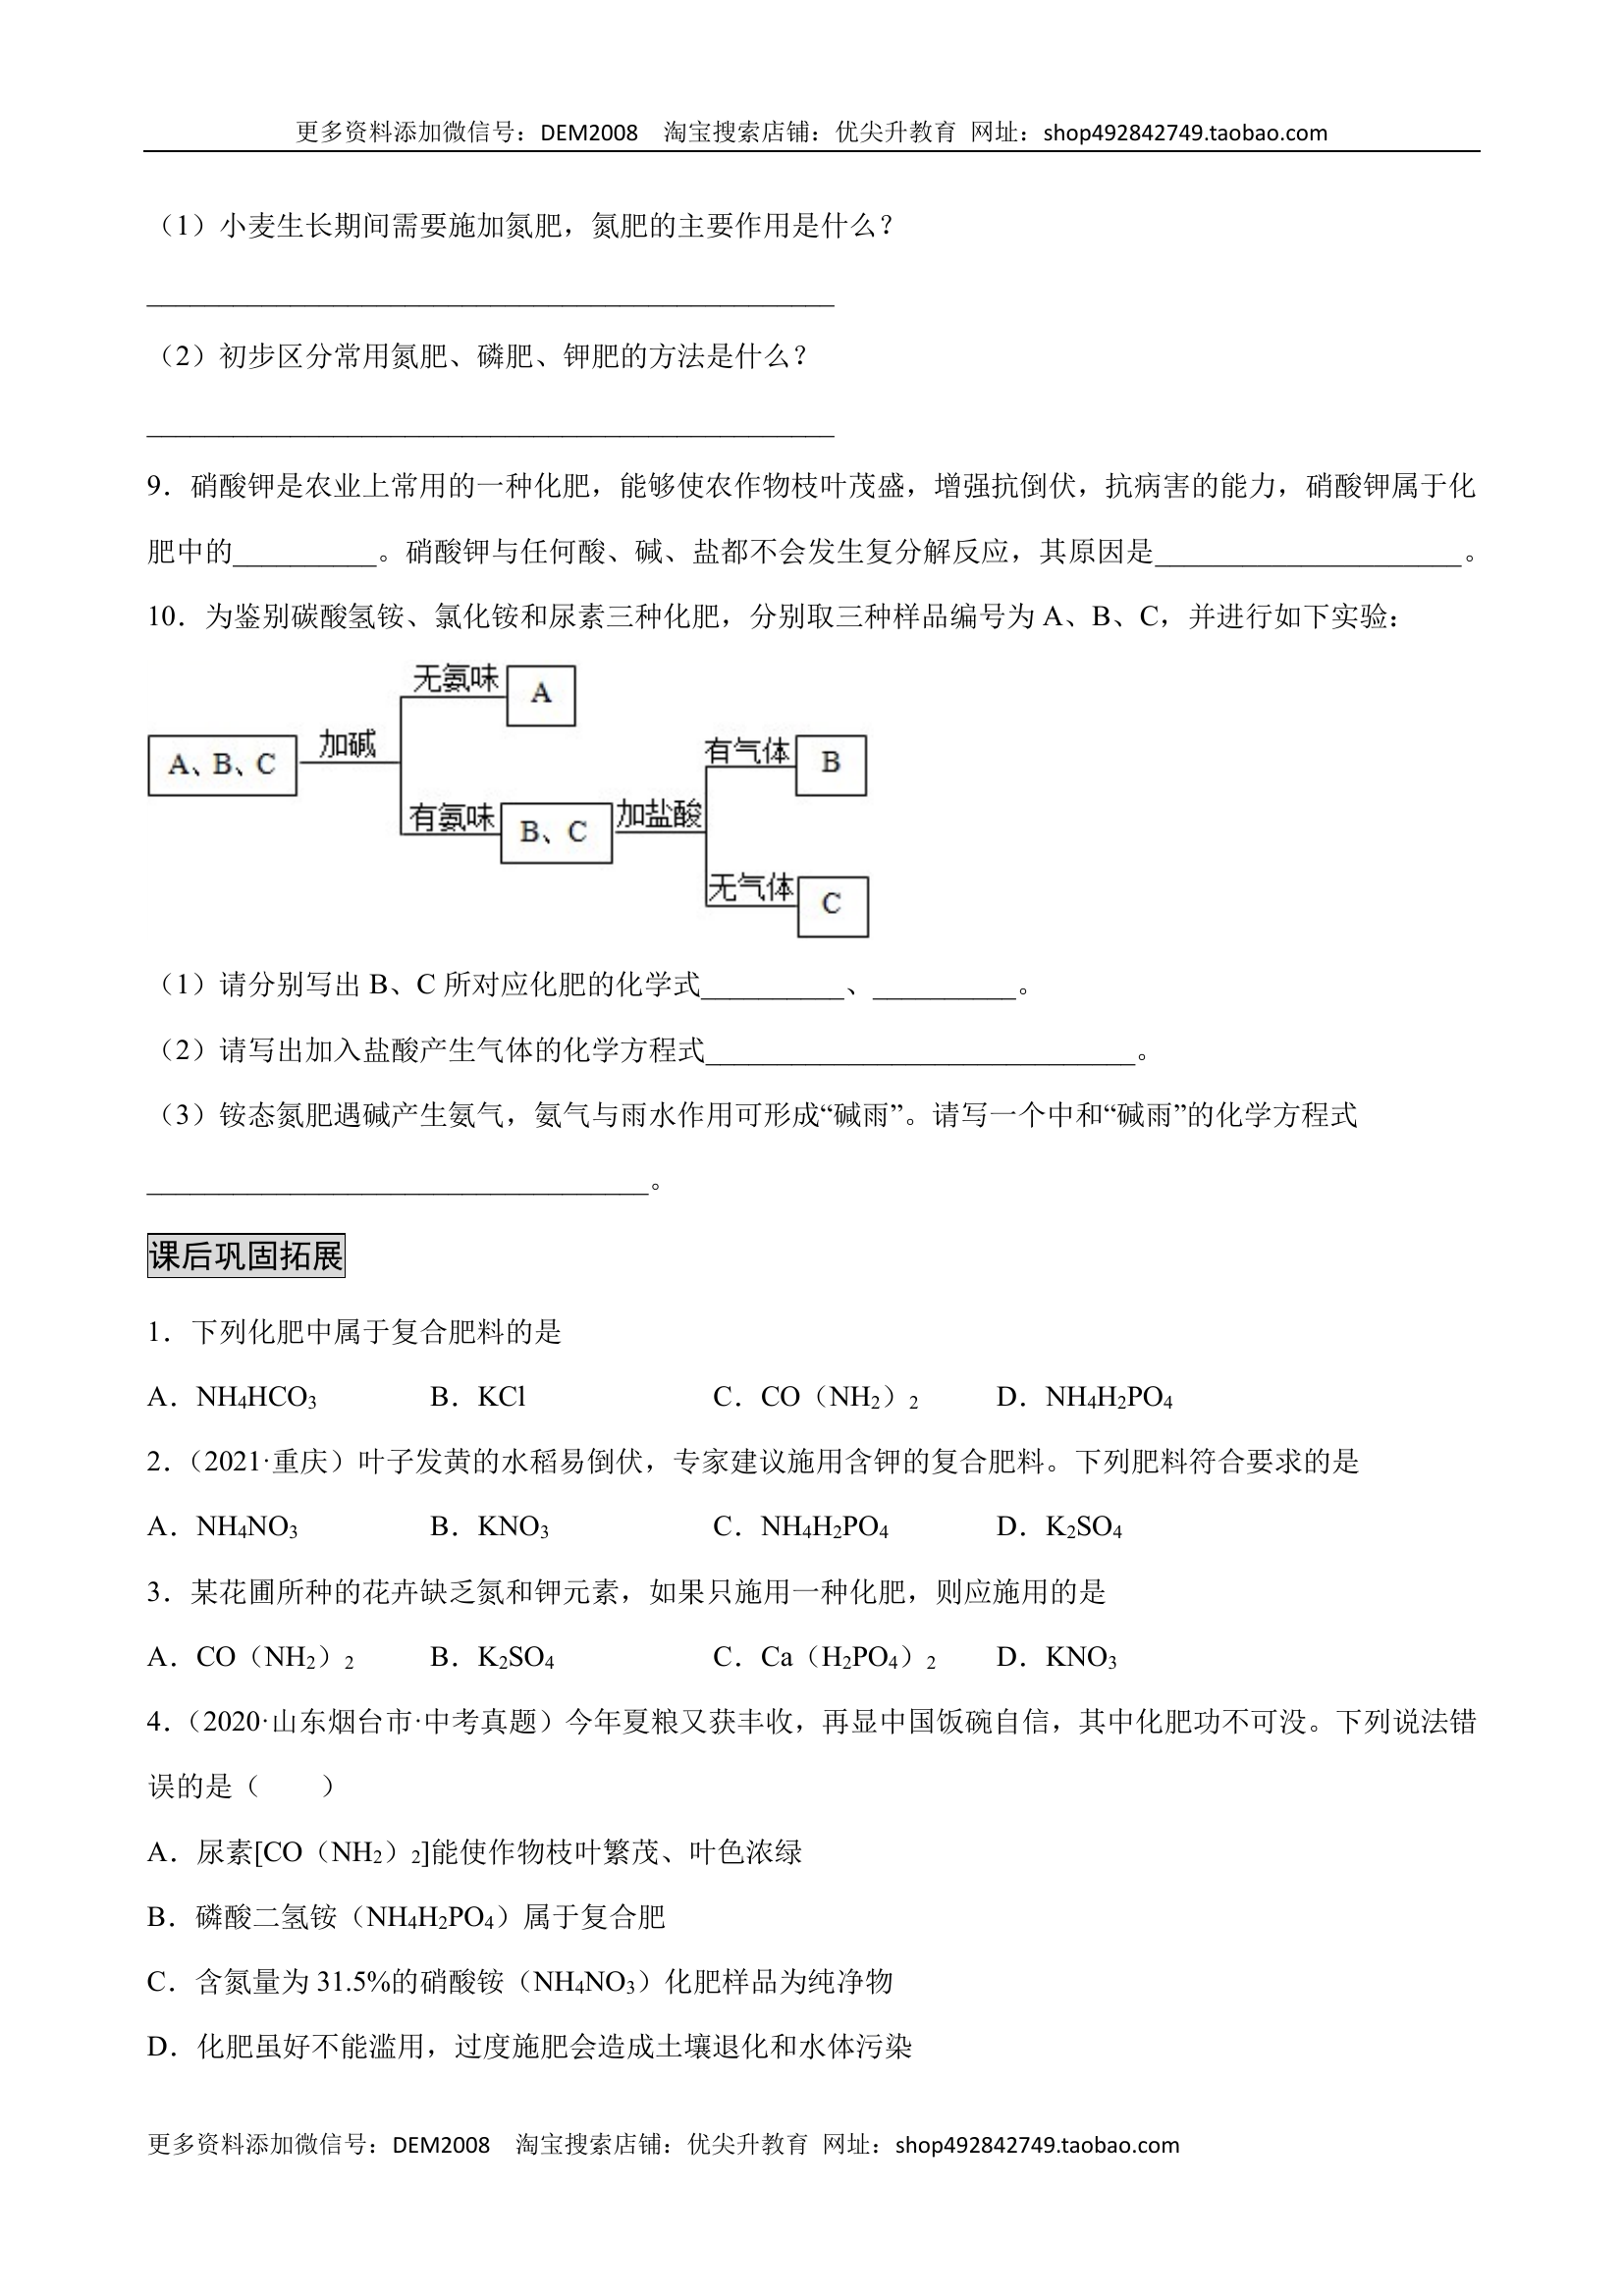 更多资料添加微信号：DEM2008 淘宝搜索店铺：优尖升教育 网址：shop492842749.taobao.com
（1）小麦生长期间需要施加氮肥，氮肥的主要作用是什么？
________________________________________________
（2）初步区分常用氮肥、磷肥、钾肥的方法是什么？
________________________________________________
9．硝酸钾是农业上常用的一种化肥，能够使农作物枝叶茂盛，增强抗倒伏，抗病害的能力，硝酸钾属于化
肥中的__________。硝酸钾与任何酸、碱、盐都不会发生复分解反应，其原因是_____________________。
10．为鉴别碳酸氢铵、氯化铵和尿素三种化肥，分别取三种样品编号为 A、B、C，并进行如下实验：
无氨味 A
A、B、C 加碱
有气体 B
有氨味 B、C 加盐酸
无气体 C
（1）请分别写出 B、C 所对应化肥的化学式__________、__________。
（2）请写出加入盐酸产生气体的化学方程式______________________________。
（3）铵态氮肥遇碱产生氨气，氨气与雨水作用可形成“碱雨”。请写一个中和“碱雨”的化学方程式
___________________________________。
课后巩固拓展
1．下列化肥中属于复合肥料的是
A．NH₄HCO₃ B．KCl C．CO（NH₂）₂ D．NH₄H₂PO₄
2．（2021·重庆）叶子发黄的水稻易倒伏，专家建议施用含钾的复合肥料。下列肥料符合要求的是
A．NH₄NO₃ B．KNO₃ C．NH₄H₂PO₄ D．K₂SO₄
3．某花圃所种的花卉缺乏氮和钾元素，如果只施用一种化肥，则应施用的是
A．CO（NH₂）₂ B．K₂SO₄ C．Ca（H₂PO₄）₂ D．KNO₃
4．（2020·山东烟台市·中考真题）今年夏粮又获丰收，再显中国饭碗自信，其中化肥功不可没。下列说法错
误的是（ ）
A．尿素[CO（NH₂）₂]能使作物枝叶繁茂、叶色浓绿
B．磷酸二氢铵（NH₄H₂PO₄）属于复合肥
C．含氮量为 31.5%的硝酸铵（NH₄NO₃）化肥样品为纯净物
D．化肥虽好不能滥用，过度施肥会造成土壤退化和水体污染
更多资料添加微信号：DEM2008 淘宝搜索店铺：优尖升教育 网址：shop492842749.taobao.com